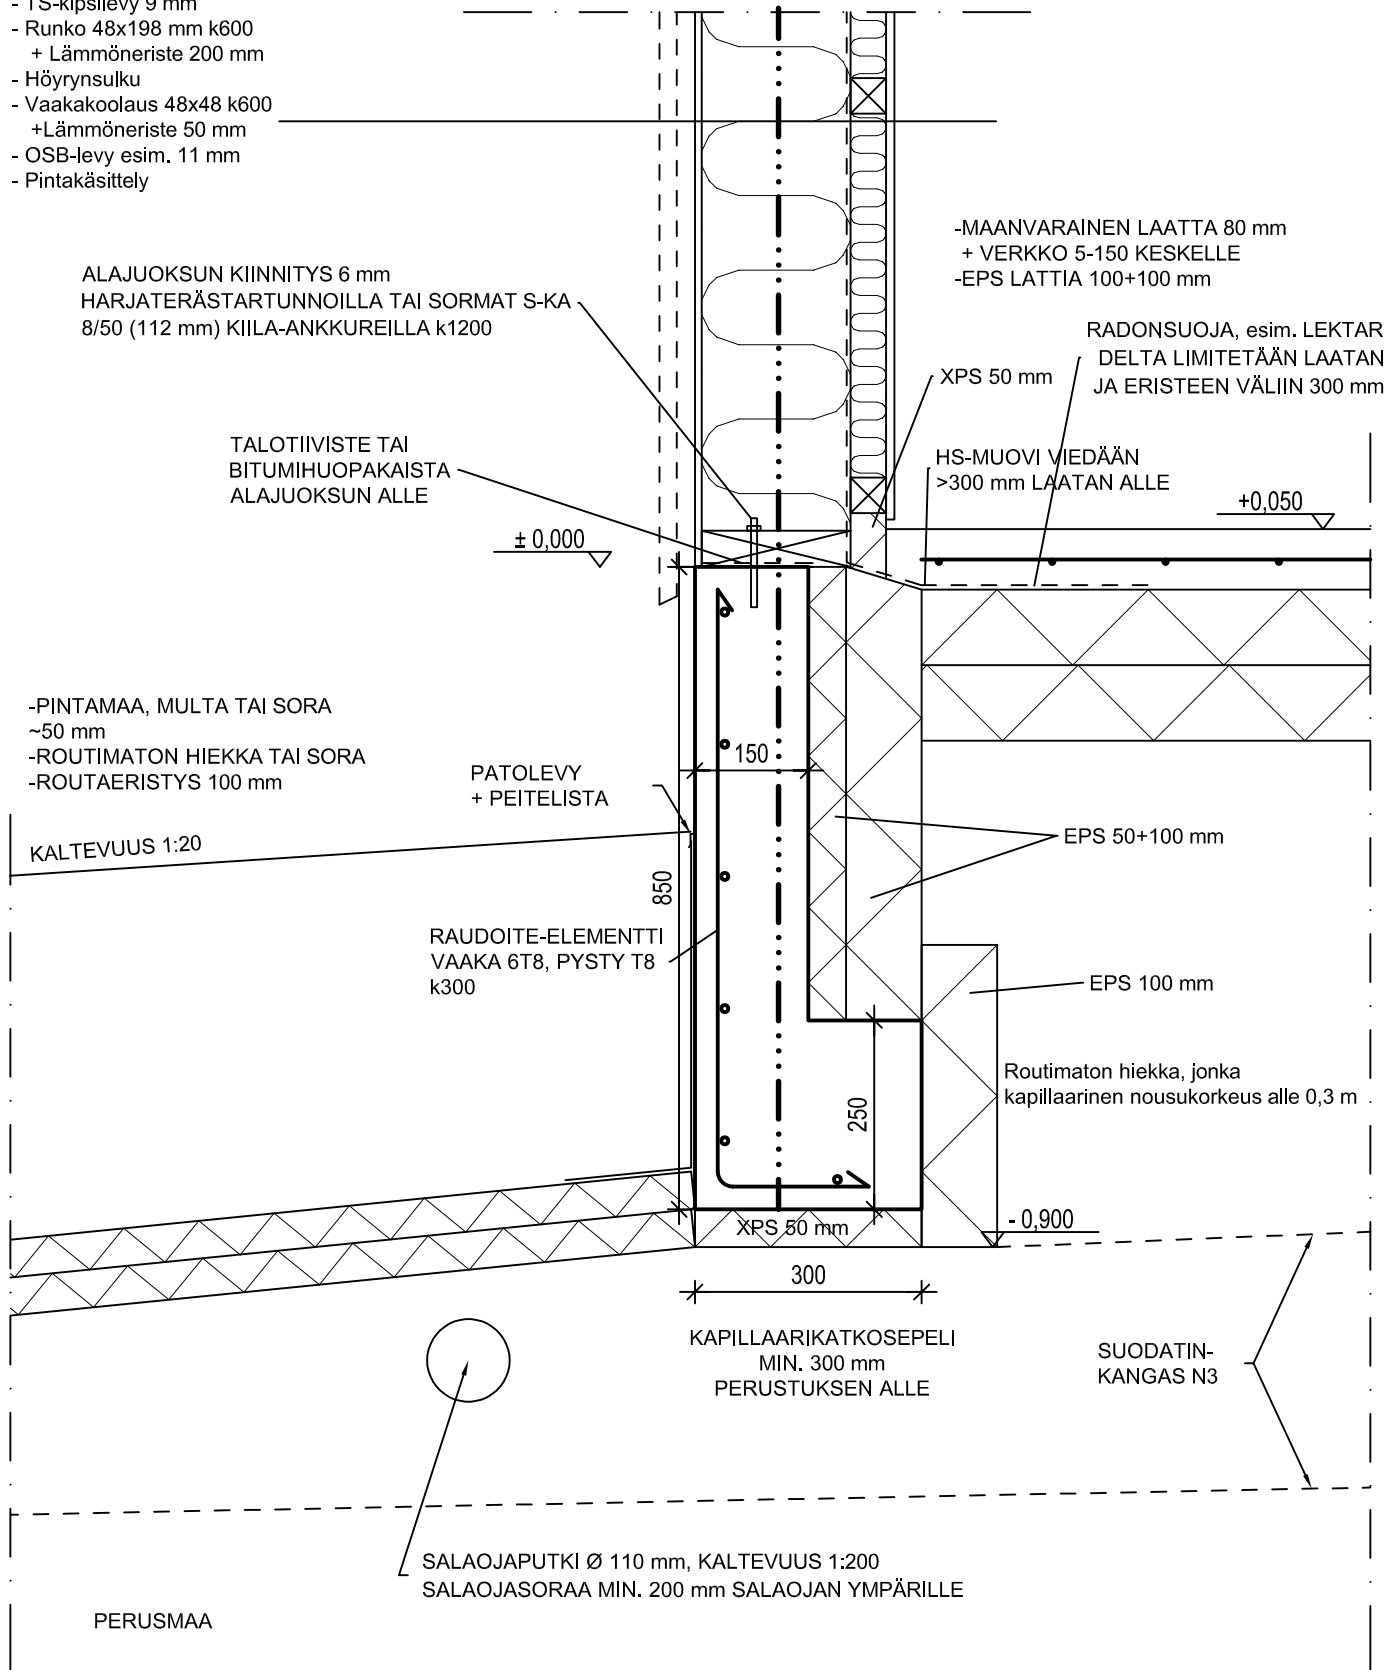 - TS-kipsilevy 9 mm
- Runko 48x198 mm k600
+ Lämmöneriste 200 mm
- Höyrynsulku
- Vaakakoolaus 48x48 k600
+Lämmöneriste 50 mm
- OSB-levy esim. 11 mm
- Pintakäsittely
-MAANVARAINEN LAATTA 80 mm
+ VERKKO 5-150 KESKELLE
-EPS LATTIA 100+100 mm
ALAJUOKSUN KIINNITYS 6 mm
HARJATERÄSTARTUNNOILLA TAI SORMAT S-KA
8/50 (112 mm) KIILA-ANKKUREILLA k1200
RADONSUOJA, esim. LEKTAR
DELTA LIMITETÄÄN LAATAN
JA ERISTEEN VÄLIIN 300 mm
XPS 50 mm
TALOTIIVISTE TAI
BITUMIHUOPAKAISTA
ALAJUOKSUN ALLE
HS-MUOVI VIEDÄÄN
>300 mm LAATAN ALLE
+0,050
± 0,000
-PINTAMAA, MULTA TAI SORA
~50 mm
-ROUTIMATON HIEKKA TAI SORA
-ROUTAERISTYS 100 mm
150
PATOLEVY
+ PEITELISTA
KALTEVUUS 1:20
EPS 50+100 mm
850
RAUDOITE-ELEMENTTI
VAAKA 6T8, PYSTY T8
k300
EPS 100 mm
Routimaton hiekka, jonka
kapillaarinen nousukorkeus alle 0,3 m
250
XPS 50 mm
- 0,900
300
KAPILLAARIKATKOSEPELI
MIN. 300 mm
PERUSTUKSEN ALLE
SUODATIN-
KANGAS N3
SALAOJAPUTKI Ø 110 mm, KALTEVUUS 1:200
SALAOJASORAA MIN. 200 mm SALAOJAN YMPÄRILLE
PERUSMAA